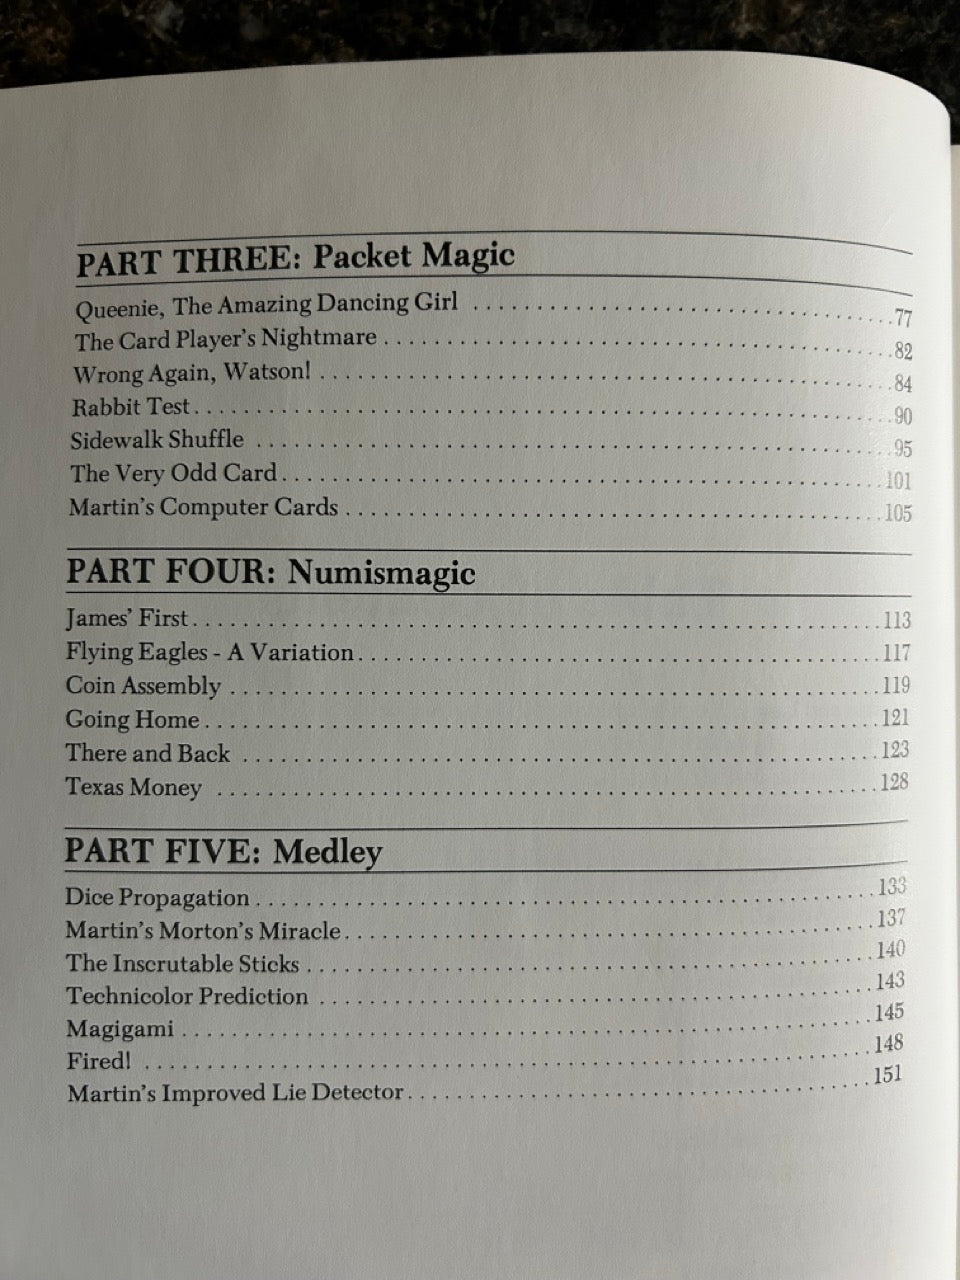 PART THREE: Packet Magic
Queenie, The Amazing Dancing Girl ........................................77
The Card Player's Nightmare ........................................82
Wrong Again, Watson! ........................................84
Rabbit Test ........................................90
Sidewalk Shuffle ........................................95
The Very Odd Card ........................................101
Martin's Computer Cards ........................................105
PART FOUR: Numismagic
James' First ........................................113
Flying Eagles - A Variation ........................................117
Coin Assembly ........................................119
Going Home ........................................121
There and Back ........................................123
Texas Money ........................................128
PART FIVE: Medley
Dice Propagation ........................................133
Martin's Morton's Miracle ........................................137
The Inscrutable Sticks ........................................140
Technicolor Prediction ........................................143
Magigami ........................................145
Fired! ........................................148
Martin's Improved Lie Detector ........................................151